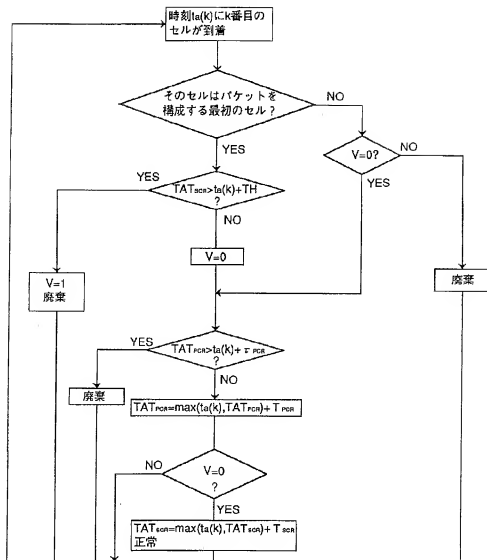 時刻ta(k)にk番目の
セルが到着
そのセルはパケットを
構成する最初のセル?
NO
YES
V=0?
NO
YES
YES
TATSCR>ta(k)+TH
?
NO
V=0
V=1
廃棄
廃棄
YES
TATPCR>ta(k)+τPCR
?
NO
廃棄
TATPCR=max(ta(k),TATPCR)+TPCR
NO
V=0
?
YES
TATSCR=max(ta(k),TATSCR)+TSCR
正常